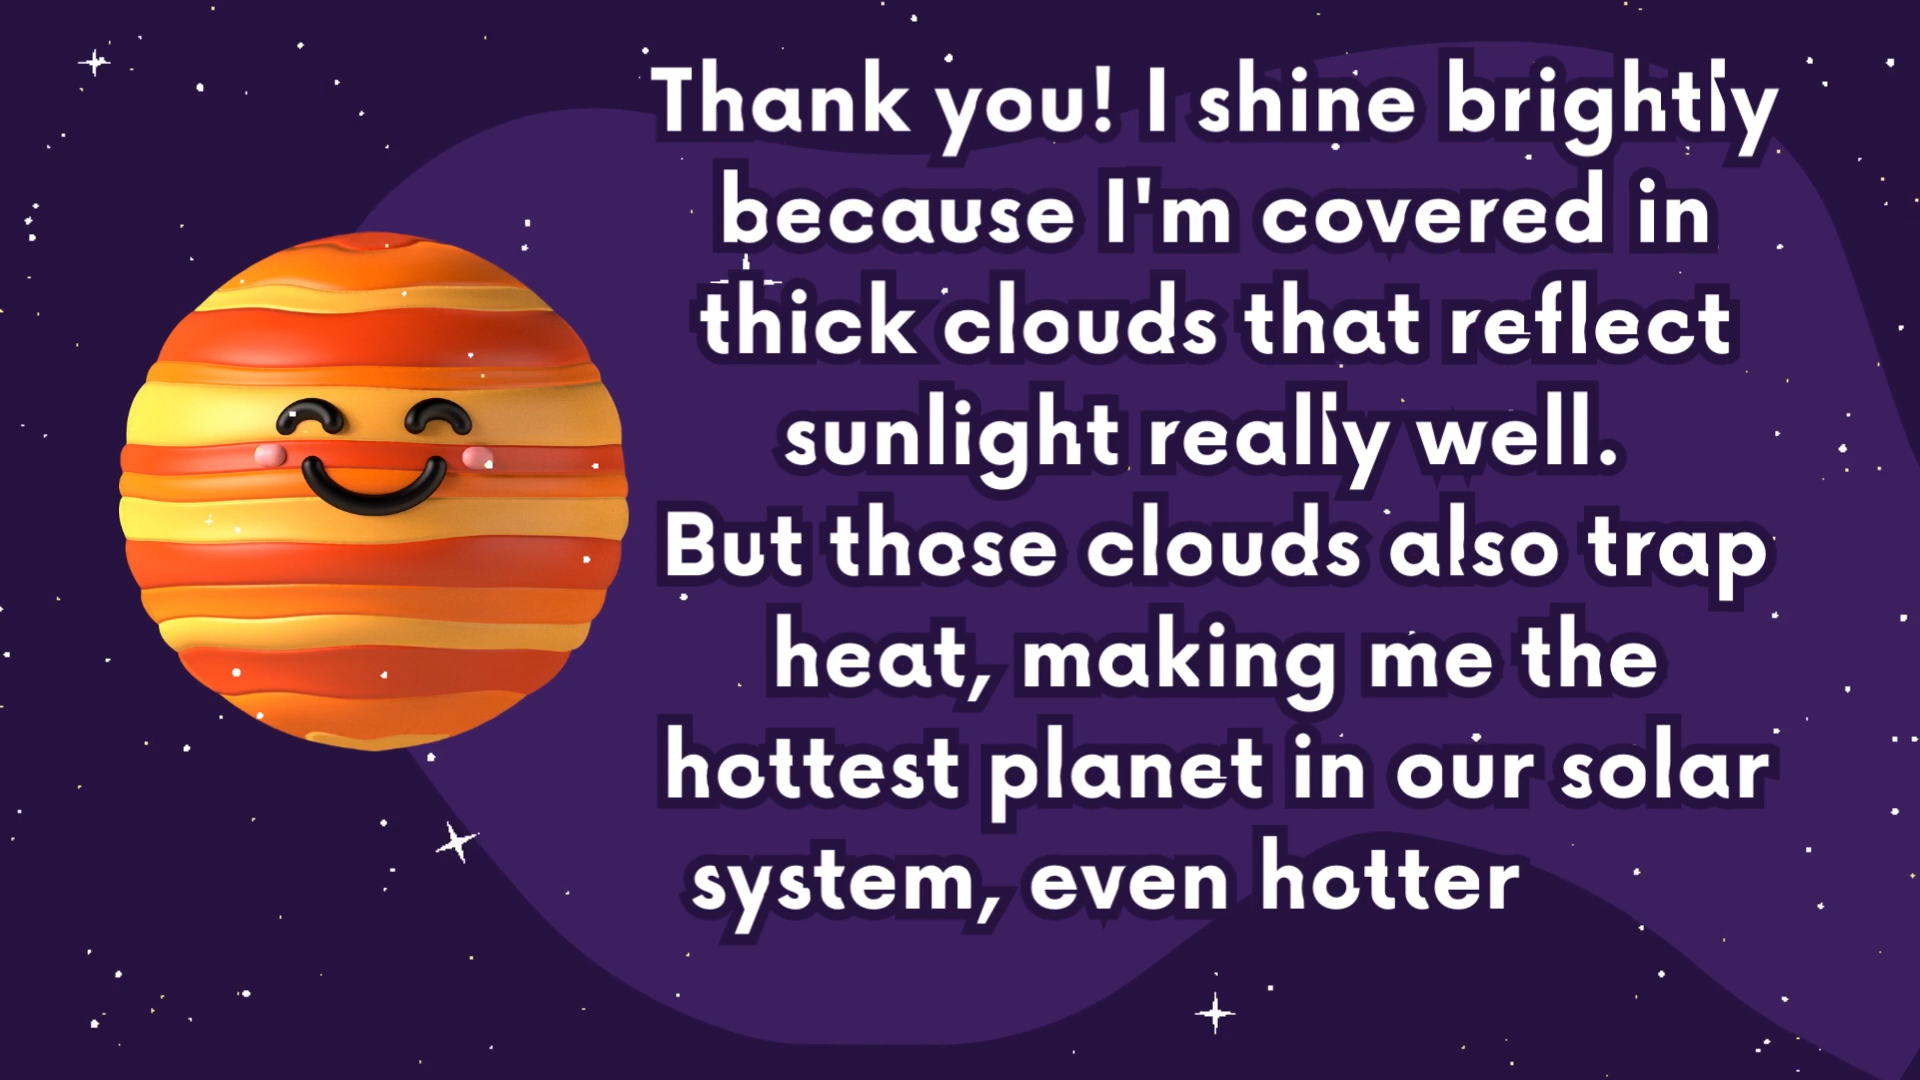 Thank you! I shine brightly
because I'm covered in
thick clouds that reflect
sunlight really well.
But those clouds also trap
heat, making me the
hottest planet in our solar
system, even hotter